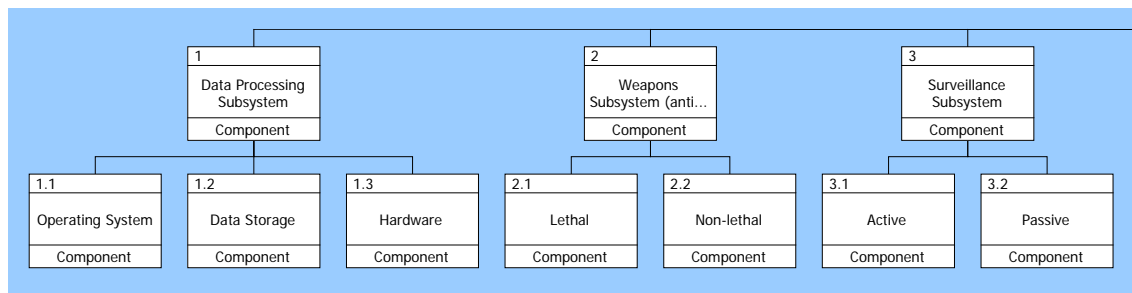 1
Data Processing
Subsystem
Component
2
Weapons
Subsystem (anti...
Component
3
Surveillance
Subsystem
Component
1.1
Operating System
Component
1.2
Data Storage
Component
1.3
Hardware
Component
2.1
Lethal
Component
2.2
Non-lethal
Component
3.1
Active
Component
3.2
Passive
Component